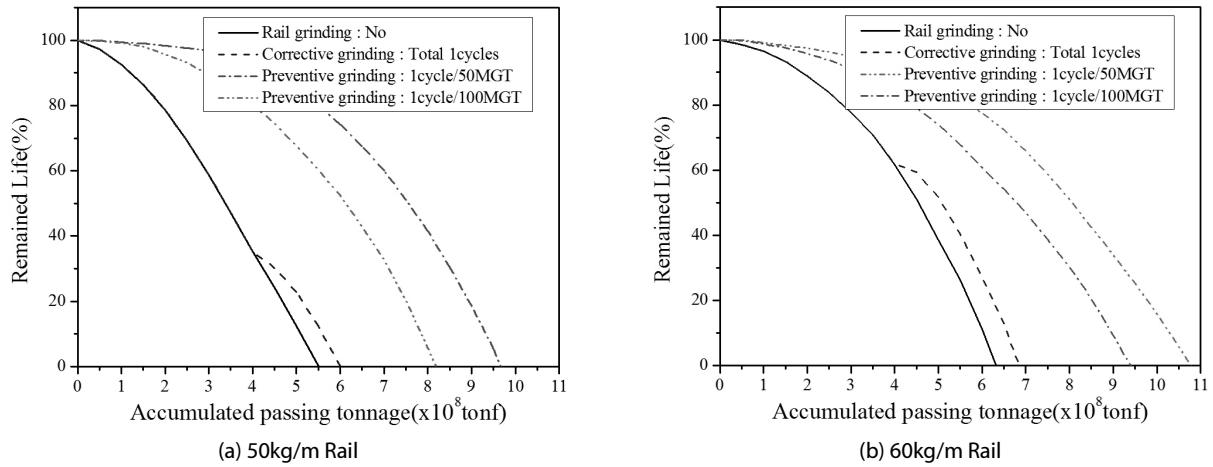 Rail grinding : No
Corrective grinding : Total 1cycles
Preventive grinding : 1cycle/50MGT
Preventive grinding : 1cycle/100MGT
Remained Life(%)
100
80
60
40
20
0
0 1 2 3 4 5 6 7 8 9 10 11
Accumulated passing tonnage(x10⁸tonf)
(a) 50kg/m Rail
Rail grinding : No
Corrective grinding : Total 1cycles
Preventive grinding : 1cycle/50MGT
Preventive grinding : 1cycle/100MGT
Remained Life(%)
100
80
60
40
20
0
0 1 2 3 4 5 6 7 8 9 10 11
Accumulated passing tonnage(x10⁸tonf)
(b) 60kg/m Rail